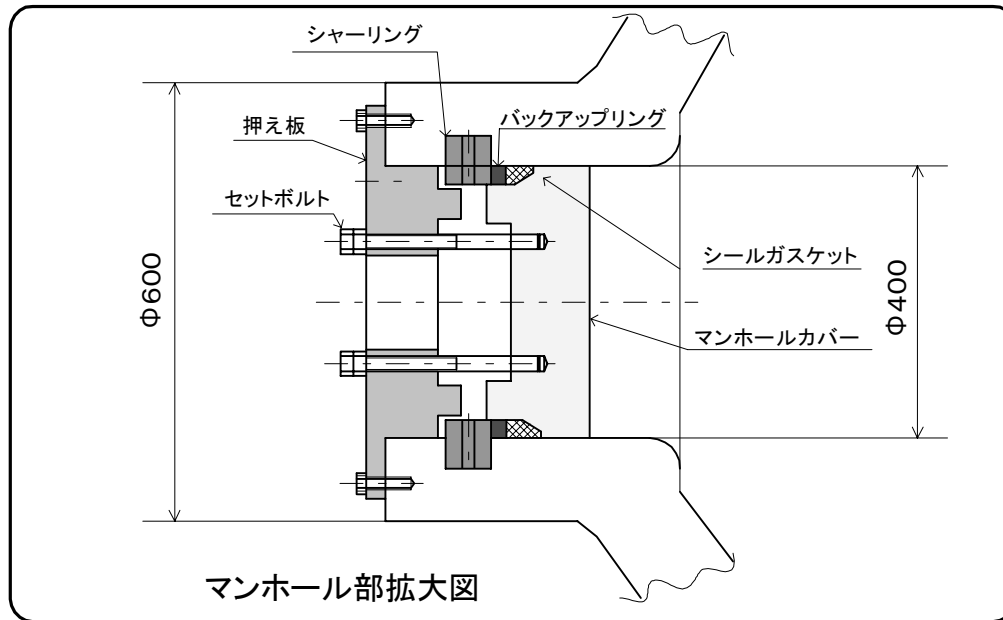 シャーリング
バックアップリング
押え板
セットボルト
シールガスケット
Φ600
Φ400
マンホールカバー
マンホール部拡大図